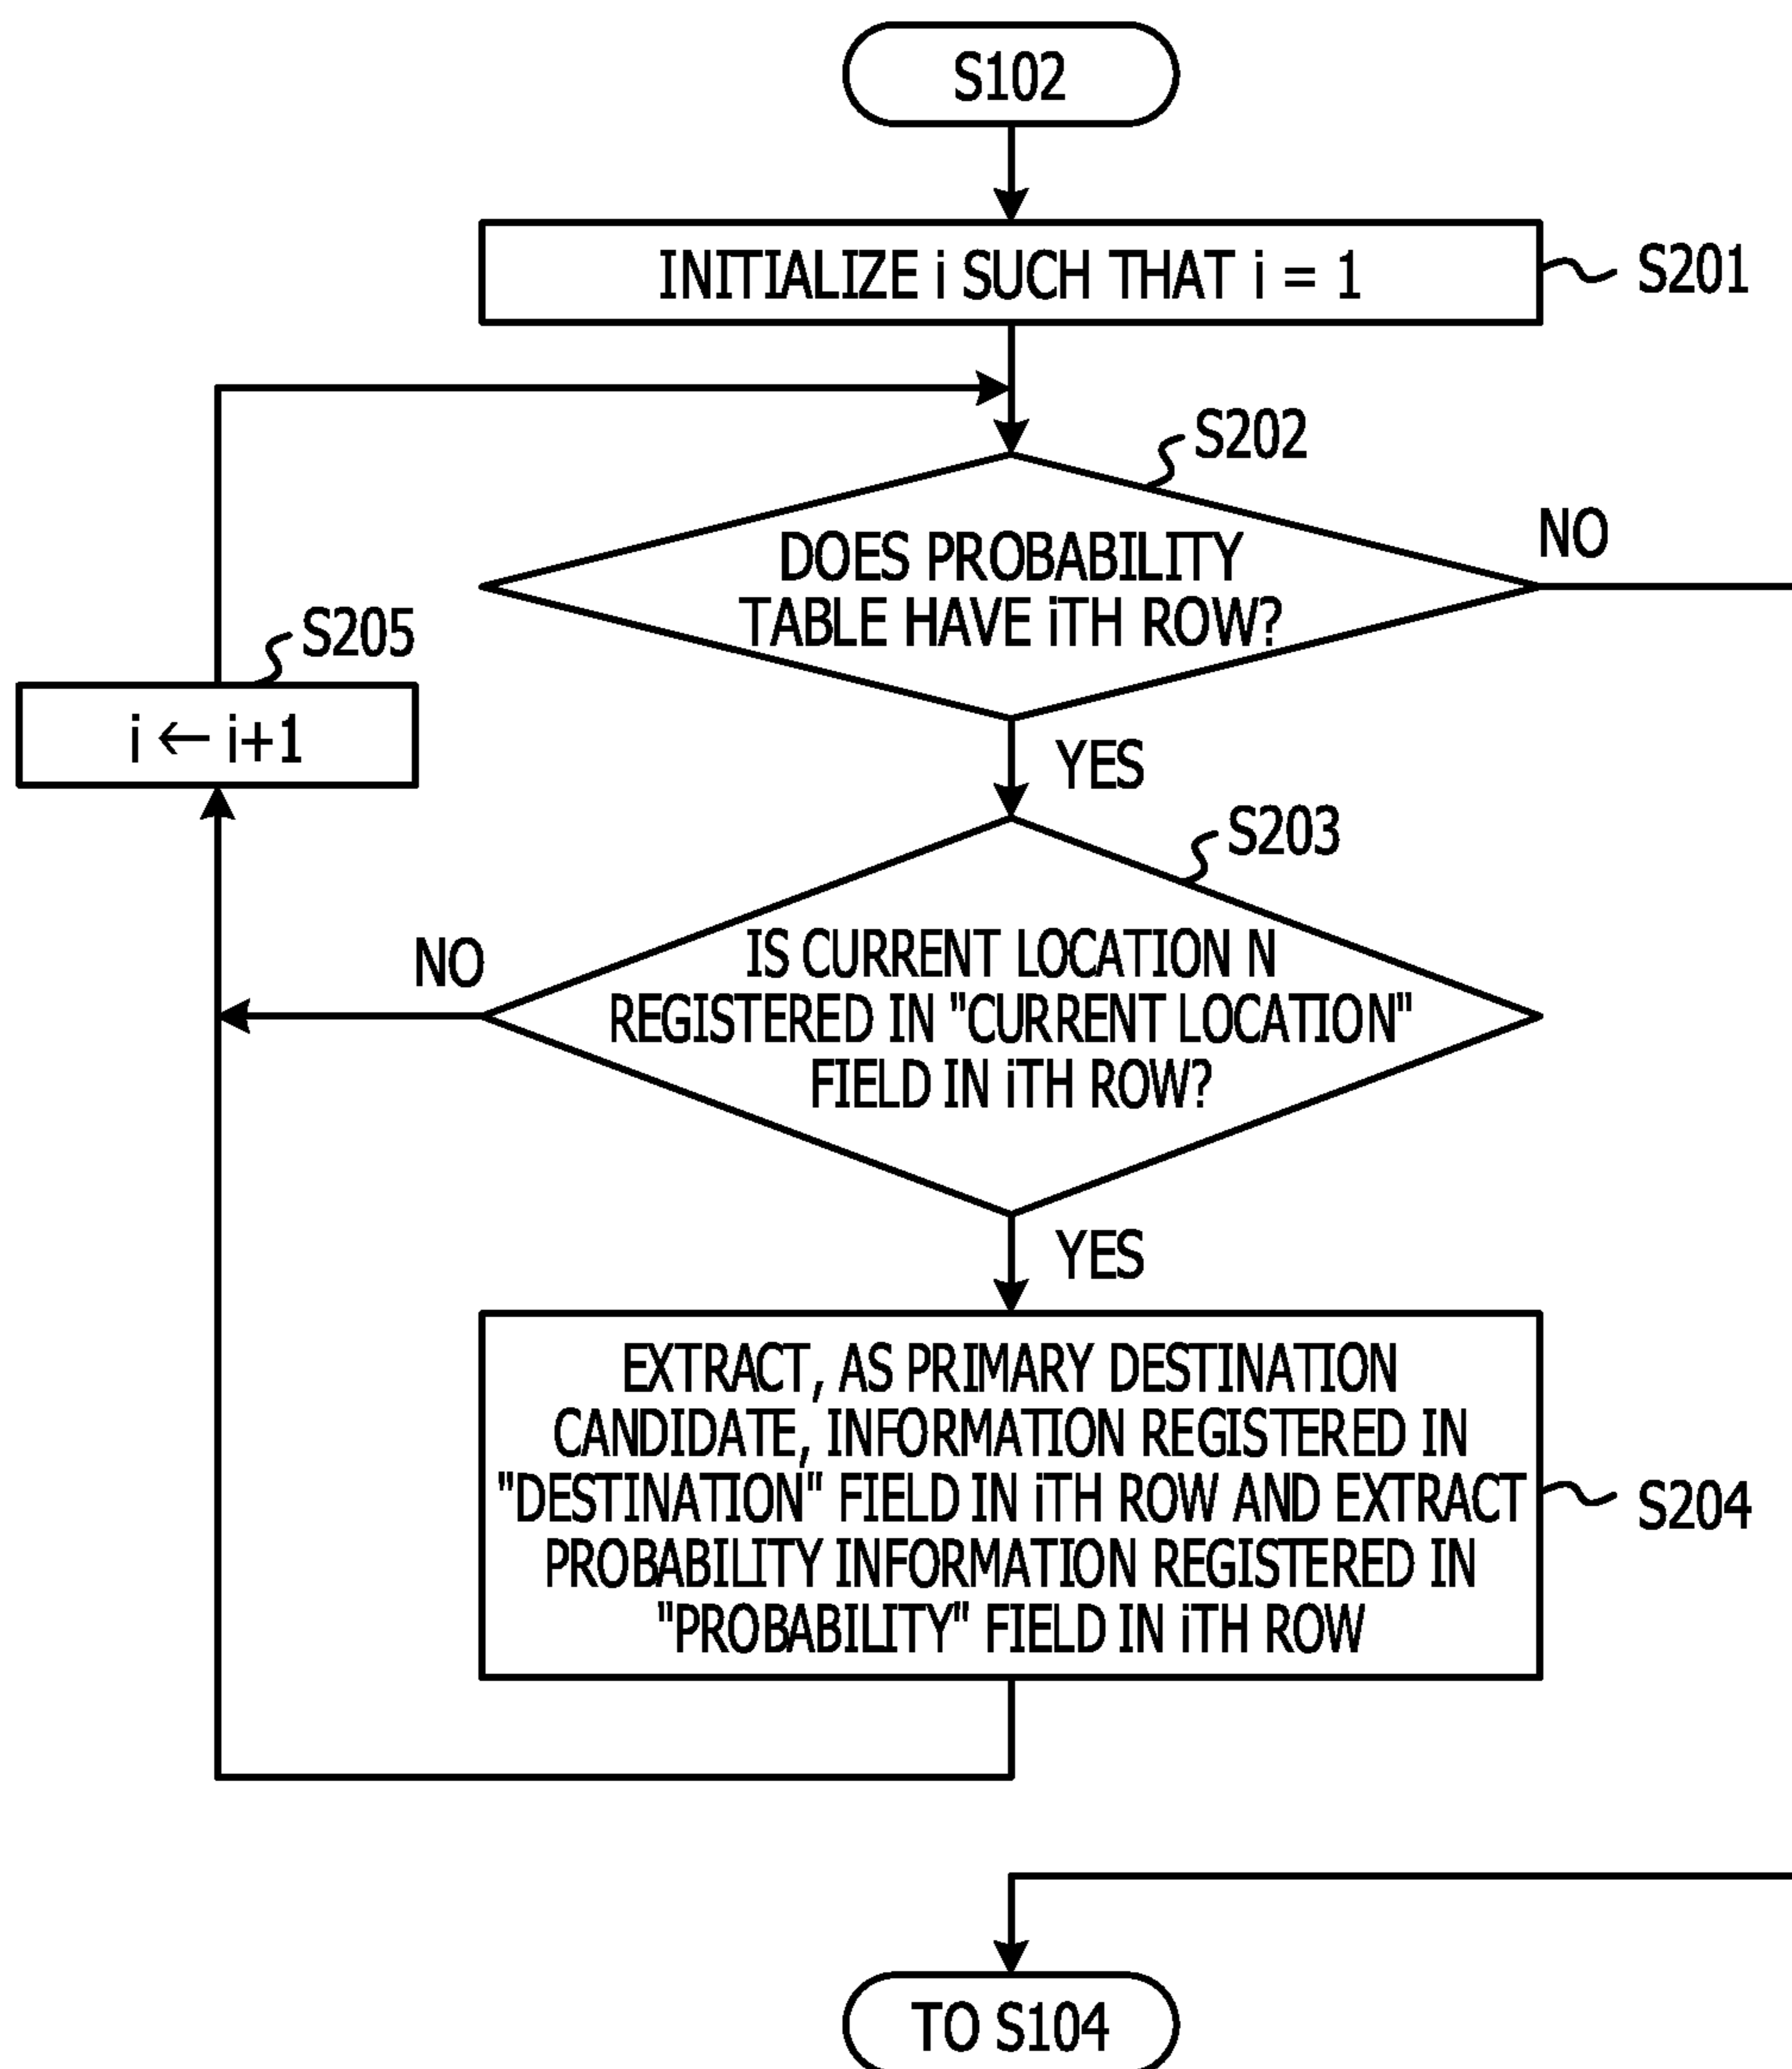 S102
INITIALIZE i SUCH THAT i = 1
S201
S202
DOES PROBABILITY
TABLE HAVE iTH ROW?
NO
S205
i ← i+1
YES
S203
IS CURRENT LOCATION N
REGISTERED IN "CURRENT LOCATION"
FIELD IN iTH ROW?
NO
YES
EXTRACT, AS PRIMARY DESTINATION
CANDIDATE, INFORMATION REGISTERED IN
"DESTINATION" FIELD IN iTH ROW AND EXTRACT
PROBABILITY INFORMATION REGISTERED IN
"PROBABILITY" FIELD IN iTH ROW
S204
TO S104